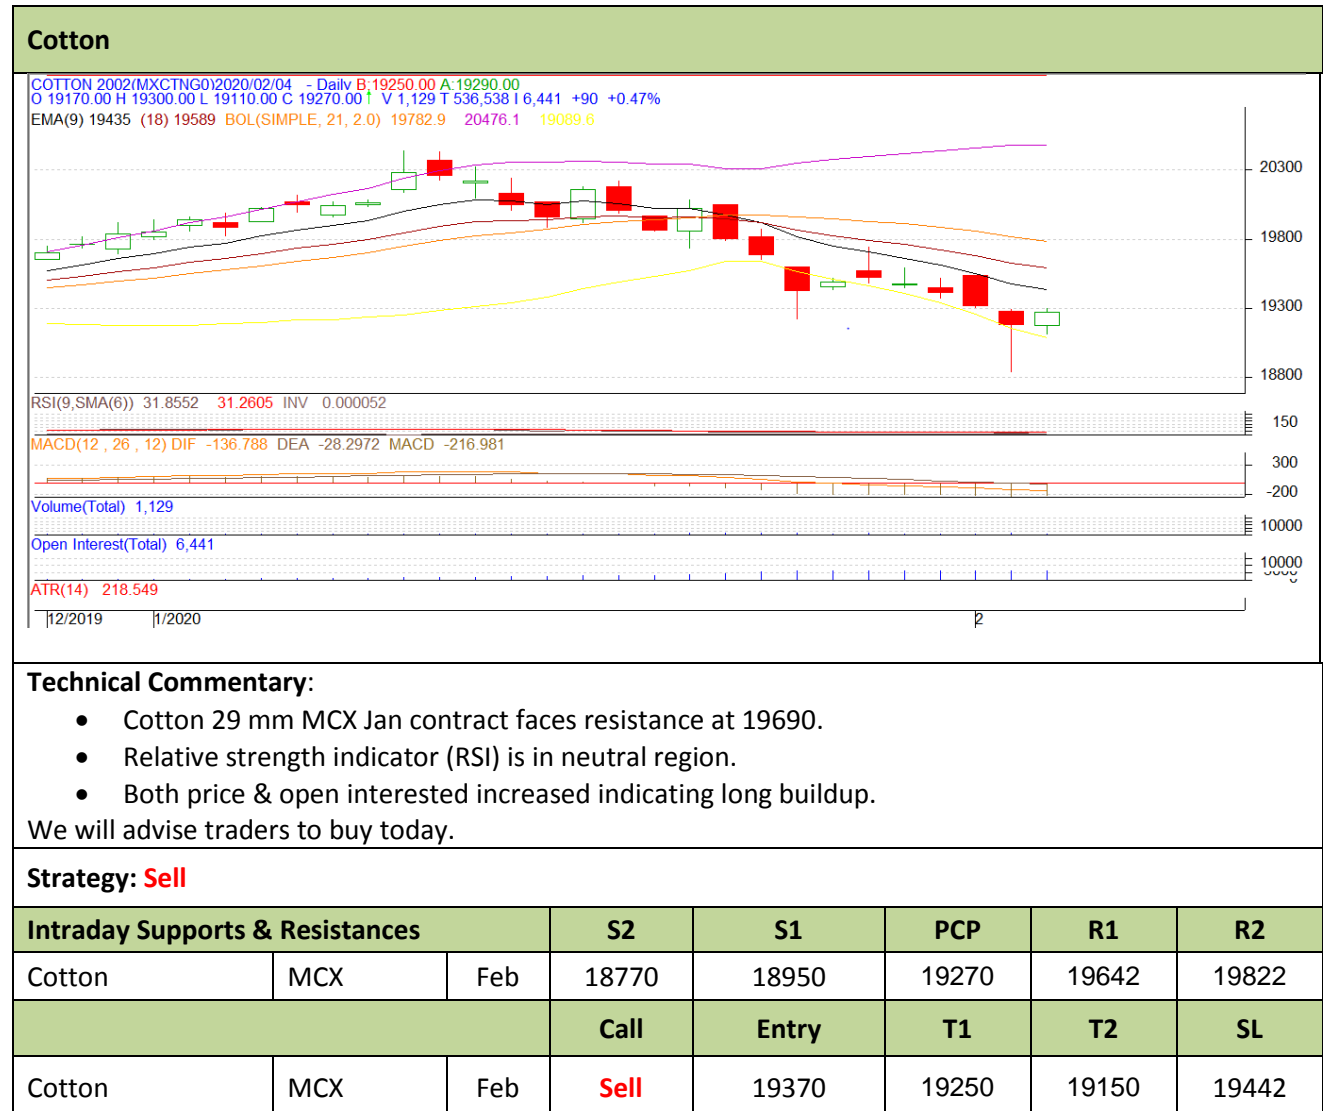 Cotton
COTTON 2002(MXCTNG0)2020/02/04 - Daily B:19250.00 A:19290.00
O 19170.00 H 19300.00 L 19110.00 C 19270.00 ↑ V 1,129 T 536,538 I 6,441 +90 +0.47%
EMA(9) 19435 (18) 19589 BOL(SIMPLE, 21, 2.0) 19782.9 20476.1 19089.6
20300
19800
19300
18800
RSI(9,SMA(6)) 31.8552 31.2605 INV 0.000052
150
MACD(12 , 26 , 12) DIF -136.788 DEA -28.2972 MACD -216.981
300
-200
Volume(Total) 1,129
10000
Open Interest(Total) 6,441
10000
ATR(14) 218.549
12/2019 1/2020 2
Technical Commentary:
• Cotton 29 mm MCX Jan contract faces resistance at 19690.
• Relative strength indicator (RSI) is in neutral region.
• Both price & open interested increased indicating long buildup.
We will advise traders to buy today.
Strategy: Sell
Intraday Supports & Resistances S2 S1 PCP R1 R2
Cotton MCX Feb 18770 18950 19270 19642 19822
Call Entry T1 T2 SL
Cotton MCX Feb Sell 19370 19250 19150 19442